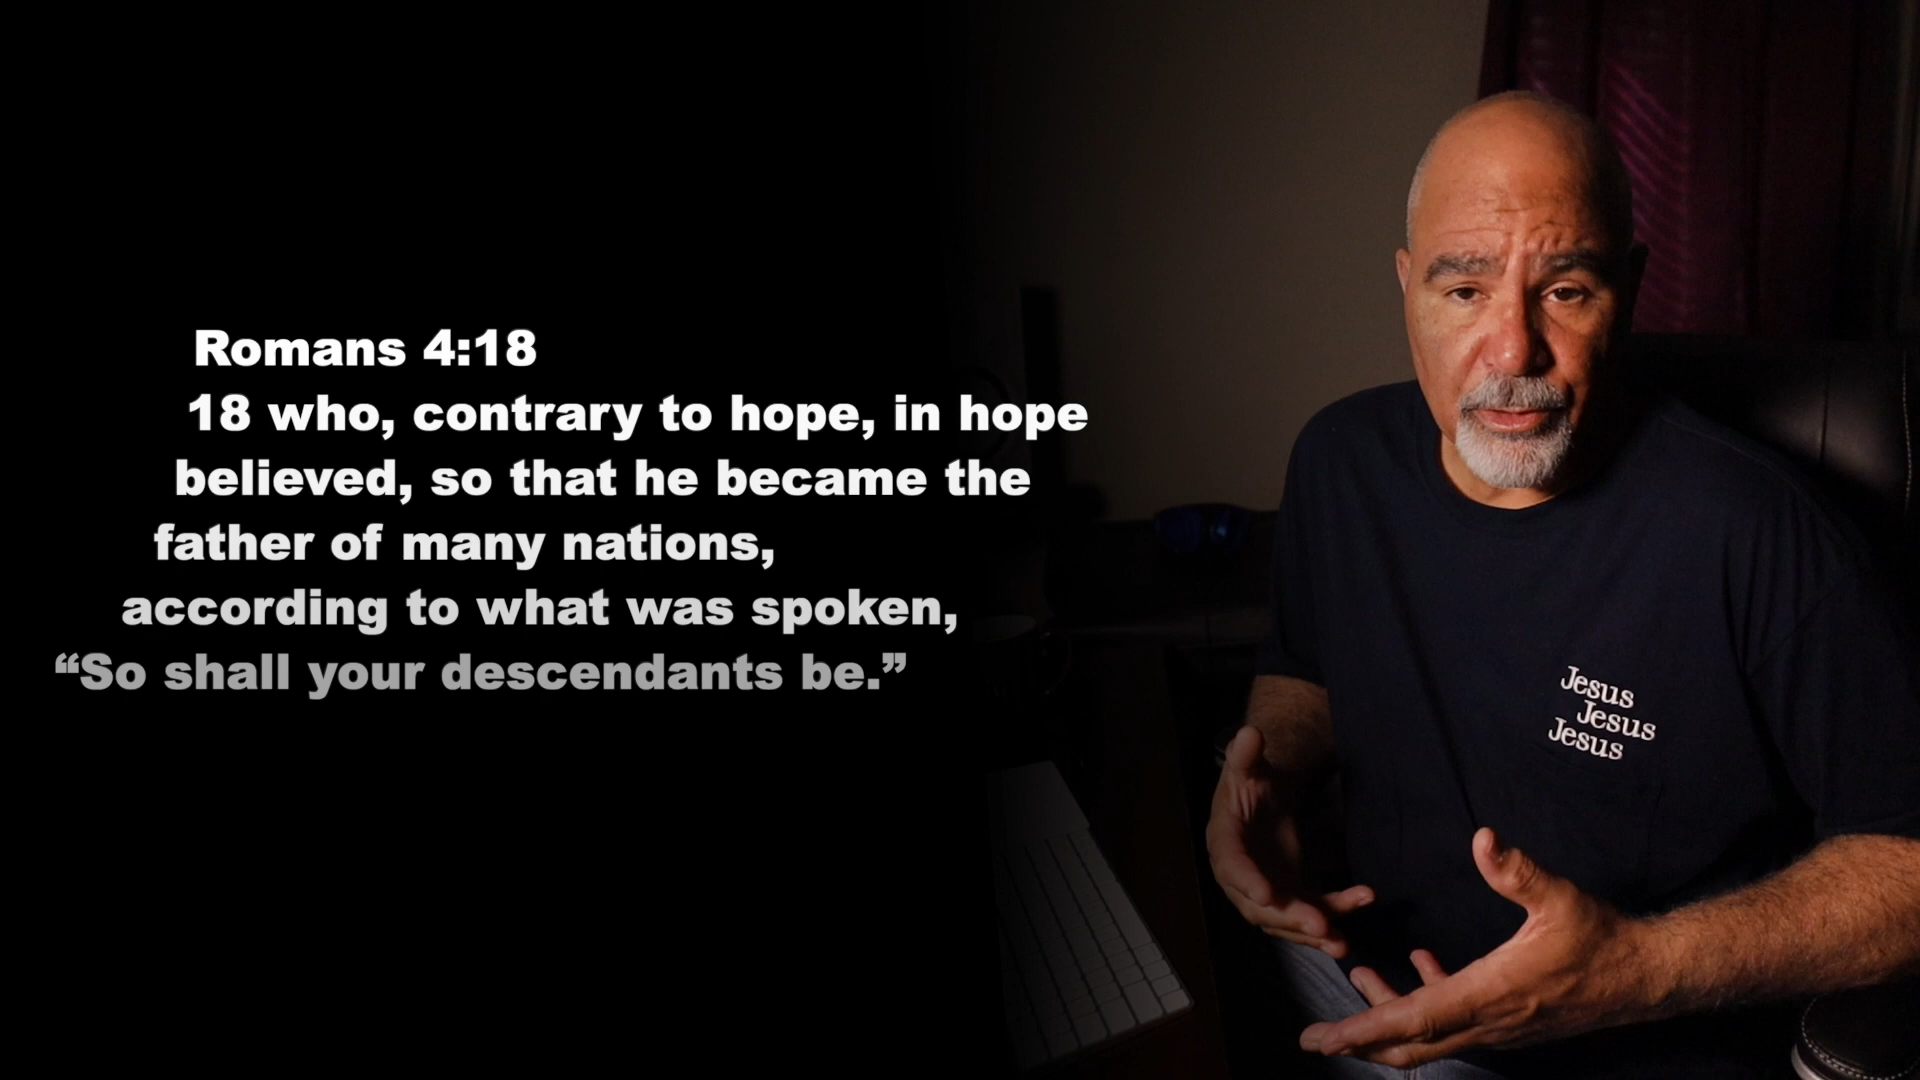 Romans 4:18
18 who, contrary to hope, in hope
believed, so that he became the
father of many nations,
according to what was spoken,
“So shall your descendants be.”
Jesus
Jesus
Jesus